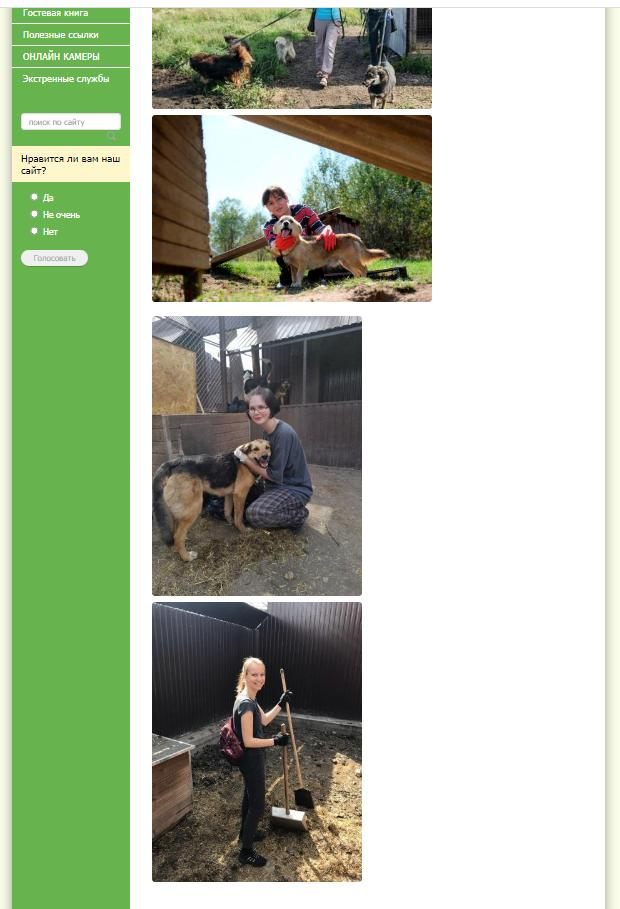 Гостевая книга
Полезные ссылки
ОНЛАЙН КАМЕРЫ
Экстренные службы
поиск по сайту
Нравится ли вам наш
сайт?
Да
Не очень
Нет
Голосовать